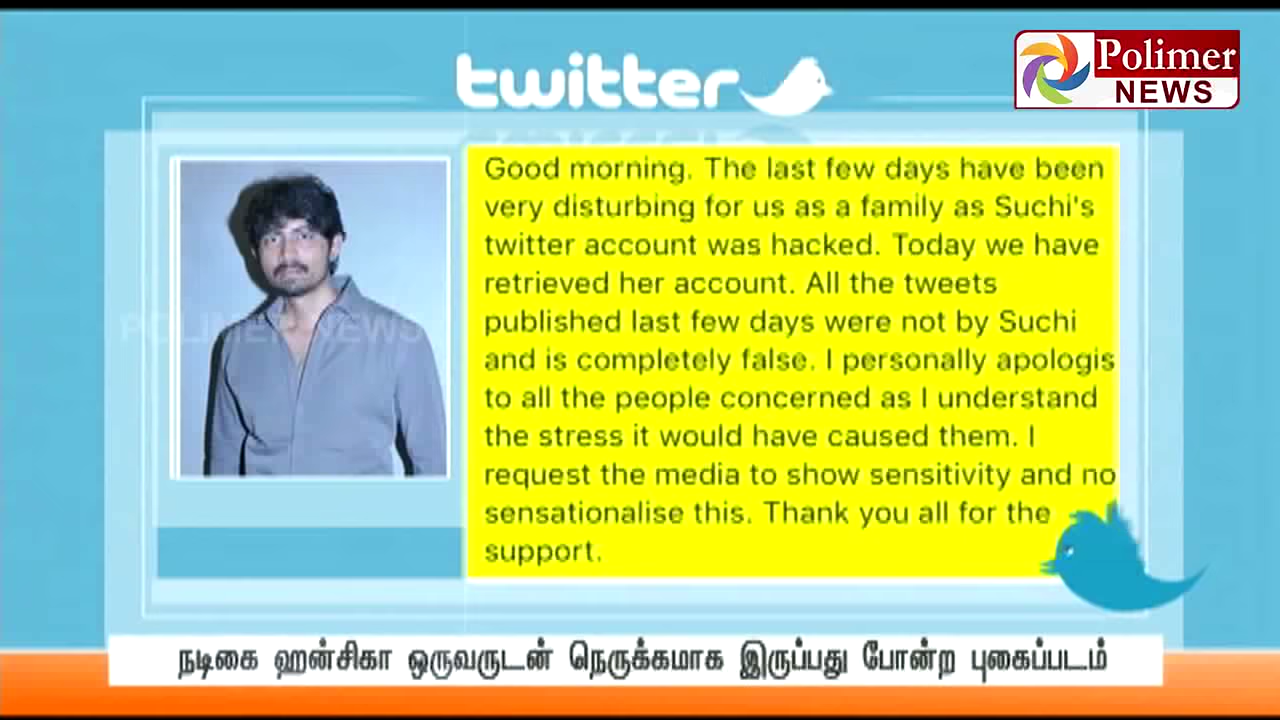 twitter
Polimer
NEWS
Good morning. The last few days have been
very disturbing for us as a family as Suchi's
twitter account was hacked. Today we have
retrieved her account. All the tweets
published last few days were not by Suchi
and is completely false. I personally apologis
to all the people concerned as I understand
the stress it would have caused them. I
request the media to show sensitivity and no
sensationalise this. Thank you all for the
support.
POLIMER NEWS
நடிகை ஹன்சிகா ஒருவருடன் நெருக்கமாக இருப்பது போன்ற புகைப்படம்